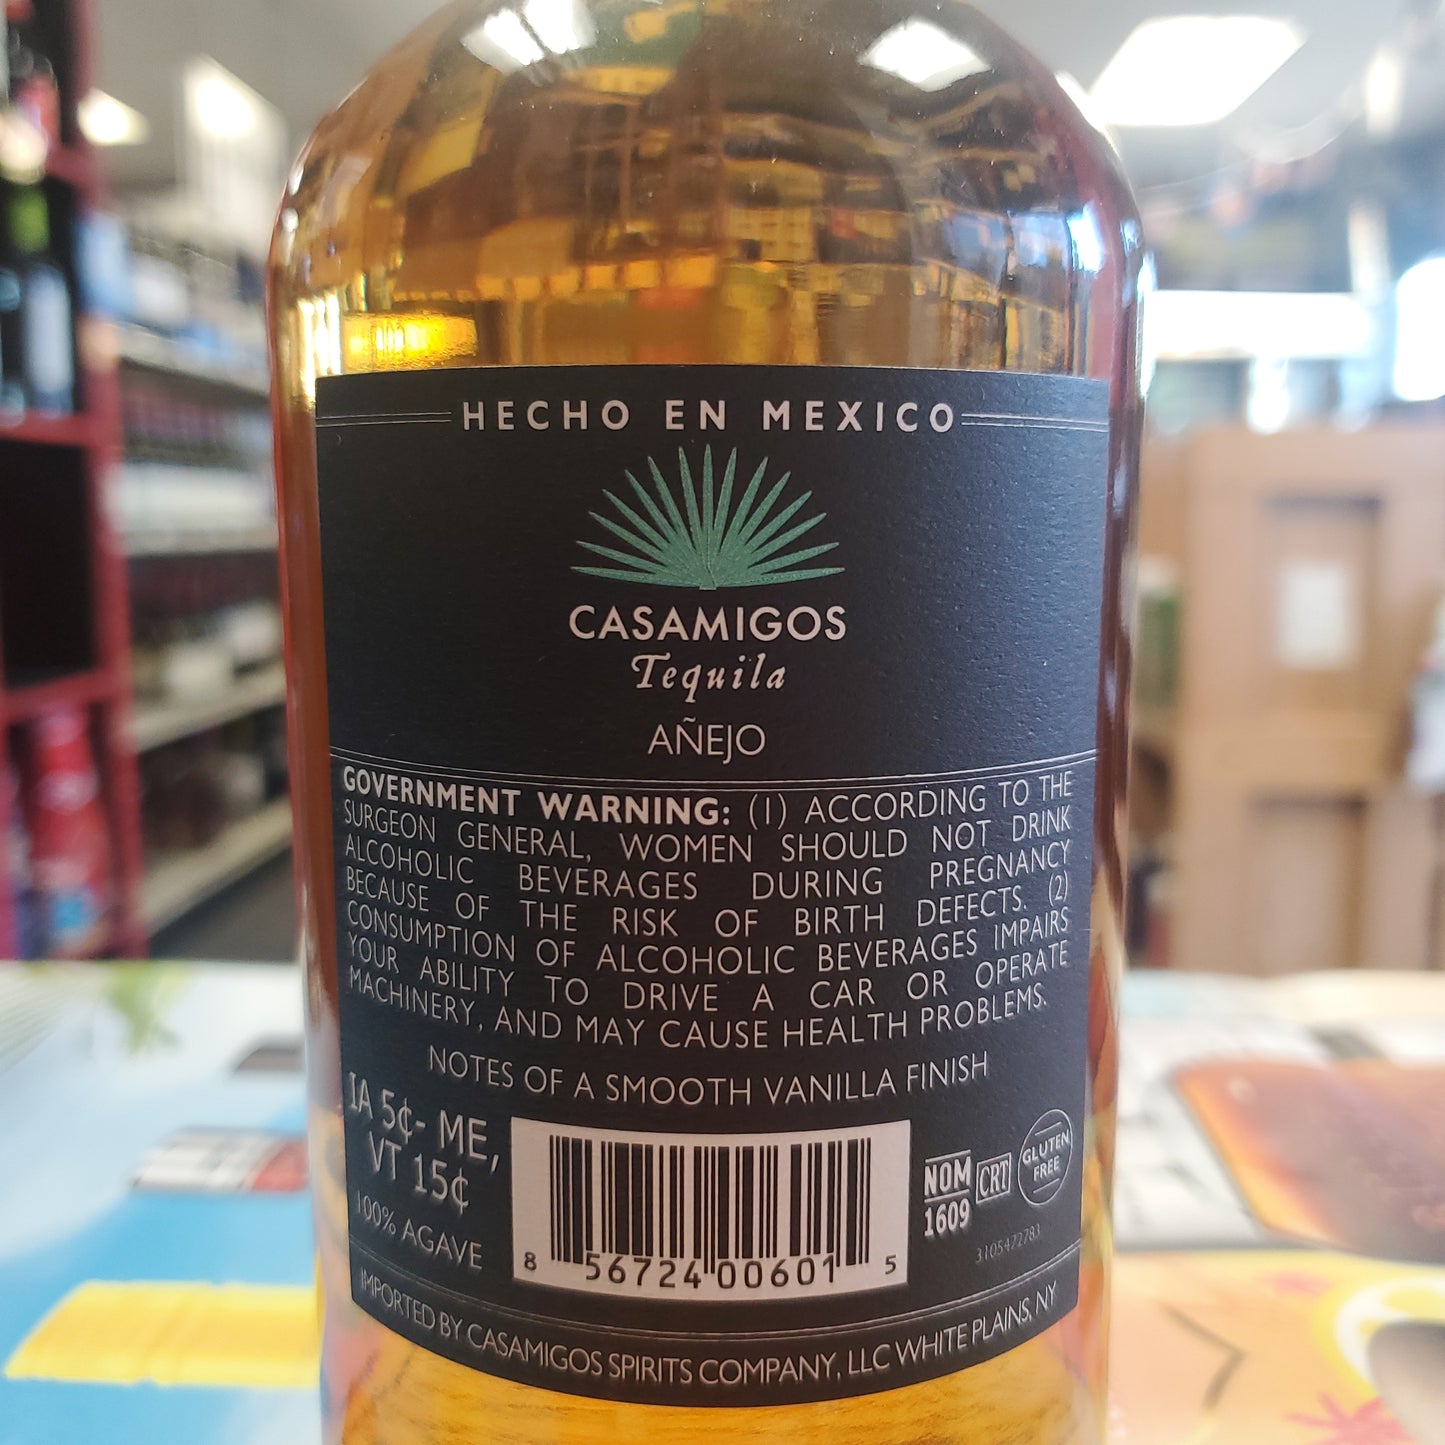 HECHO EN MEXICO
CASAMIGOS
Tequila
AÑEJO
GOVERNMENT WARNING: (1) ACCORDING TO THE
SURGEON GENERAL, WOMEN SHOULD NOT DRINK
ALCOHOLIC BEVERAGES DURING PREGNANCY
BECAUSE OF THE RISK OF BIRTH DEFECTS. (2)
CONSUMPTION OF ALCOHOLIC BEVERAGES IMPAIRS
YOUR ABILITY TO DRIVE A CAR OR OPERATE
MACHINERY, AND MAY CAUSE HEALTH PROBLEMS.
NOTES OF A SMOOTH VANILLA FINISH
IA 5¢- ME,
VT 15¢
100% AGAVE
8 56724 00601 5
NOM
1609
CRT
GLUTEN
FREE
3105472783
IMPORTED BY CASAMIGOS SPIRITS COMPANY, LLC WHITE PLAINS, NY